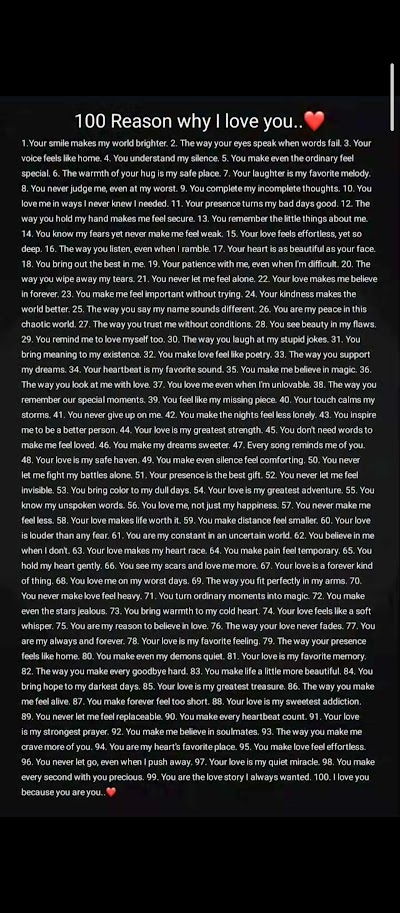 100 Reason why I love you..❤️
1.Your smile makes my world brighter. 2. The way your eyes speak when words fail. 3. Your
voice feels like home. 4. You understand my silence. 5. You make even the ordinary feel
special. 6. The warmth of your hug is my safe place. 7. Your laughter is my favorite melody.
8. You never judge me, even at my worst. 9. You complete my incomplete thoughts. 10. You
love me in ways I never knew I needed. 11. Your presence turns my bad days good. 12. The
way you hold my hand makes me feel secure. 13. You remember the little things about me.
14. You know my fears yet never make me feel weak. 15. Your love feels effortless, yet so
deep. 16. The way you listen, even when I ramble. 17. Your heart is as beautiful as your face.
18. You bring out the best in me. 19. Your patience with me, even when I'm difficult. 20. The
way you wipe away my tears. 21. You never let me feel alone. 22. Your love makes me believe
in forever. 23. You make me feel important without trying. 24. Your kindness makes the
world better. 25. The way you say my name sounds different. 26. You are my peace in this
chaotic world. 27. The way you trust me without conditions. 28. You see beauty in my flaws.
29. You remind me to love myself too. 30. The way you laugh at my stupid jokes. 31. You
bring meaning to my existence. 32. You make love feel like poetry. 33. The way you support
my dreams. 34. Your heartbeat is my favorite sound. 35. You make me believe in magic. 36.
The way you look at me with love. 37. You love me even when I'm unlovable. 38. The way you
remember our special moments. 39. You feel like my missing piece. 40. Your touch calms my
storms. 41. You never give up on me. 42. You make the nights feel less lonely. 43. You inspire
me to be a better person. 44. Your love is my greatest strength. 45. You don't need words to
make me feel loved. 46. You make my dreams sweeter. 47. Every song reminds me of you.
48. Your love is my safe haven. 49. You make even silence feel comforting. 50. You never
let me fight my battles alone. 51. Your presence is the best gift. 52. You never let me feel
invisible. 53. You bring color to my dull days. 54. Your love is my greatest adventure. 55. You
know my unspoken words. 56. You love me, not just my happiness. 57. You never make me
feel less. 58. Your love makes life worth it. 59. You make distance feel smaller. 60. Your love
is louder than any fear. 61. You are my constant in an uncertain world. 62. You believe in me
when I don't. 63. Your love makes my heart race. 64. You make pain feel temporary. 65. You
hold my heart gently. 66. You see my scars and love me more. 67. Your love is a forever kind
of thing. 68. You love me on my worst days. 69. The way you fit perfectly in my arms. 70.
You never make love feel heavy. 71. You turn ordinary moments into magic. 72. You make
even the stars jealous. 73. You bring warmth to my cold heart. 74. Your love feels like a soft
whisper. 75. You are my reason to believe in love. 76. The way your love never fades. 77. You
are my always and forever. 78. Your love is my favorite feeling. 79. The way your presence
feels like home. 80. You make even my demons quiet. 81. Your love is my favorite memory.
82. The way you make every goodbye hard. 83. You make life a little more beautiful. 84. You
bring hope to my darkest days. 85. Your love is my greatest treasure. 86. The way you make
me feel alive. 87. You make forever feel too short. 88. Your love is my sweetest addiction.
89. You never let me feel replaceable. 90. You make every heartbeat count. 91. Your love
is my strongest prayer. 92. You make me believe in soulmates. 93. The way you make me
crave more of you. 94. You are my heart's favorite place. 95. You make love feel effortless.
96. You never let go, even when I push away. 97. Your love is my quiet miracle. 98. You make
every second with you precious. 99. You are the love story I always wanted. 100. I love you
because you are you..❤️